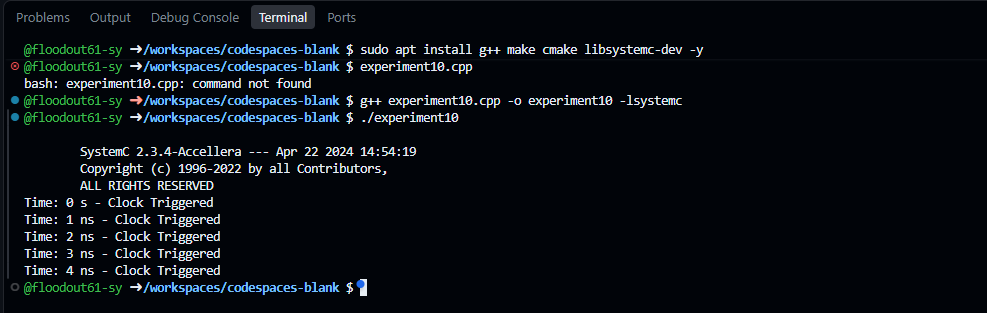 Problems Output Debug Console Terminal Ports
@floodout61-sy ➜/workspaces/codespaces-blank $ sudo apt install g++ make cmake libsystemc-dev -y
@floodout61-sy ➜/workspaces/codespaces-blank $ experiment10.cpp
bash: experiment10.cpp: command not found
@floodout61-sy ➜/workspaces/codespaces-blank $ g++ experiment10.cpp -o experiment10 -lsystemc
@floodout61-sy ➜/workspaces/codespaces-blank $ ./experiment10
SystemC 2.3.4-Accellera --- Apr 22 2024 14:54:19
Copyright (c) 1996-2022 by all Contributors,
ALL RIGHTS RESERVED
Time: 0 s - Clock Triggered
Time: 1 ns - Clock Triggered
Time: 2 ns - Clock Triggered
Time: 3 ns - Clock Triggered
Time: 4 ns - Clock Triggered
@floodout61-sy ➜/workspaces/codespaces-blank $